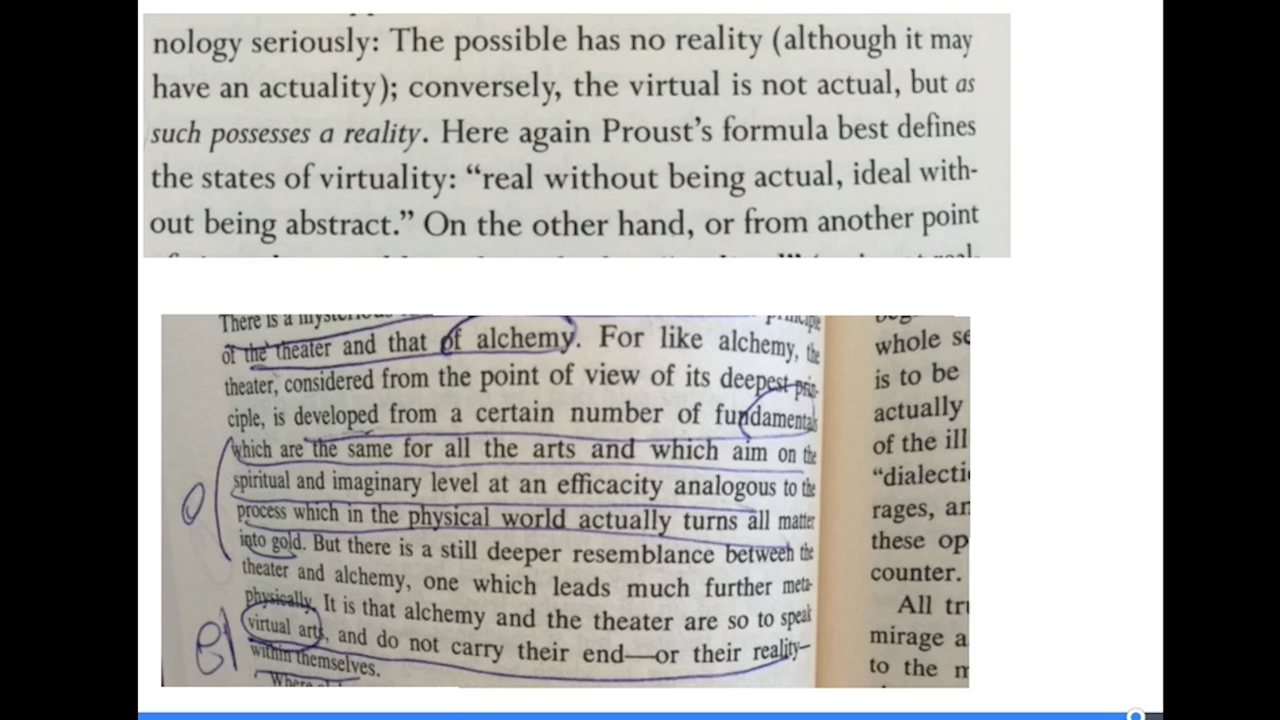 nology seriously: The possible has no reality (although it may
have an actuality); conversely, the virtual is not actual, but as
such possesses a reality. Here again Proust's formula best defines
the states of virtuality: “real without being actual, ideal with-
out being abstract.” On the other hand, or from another point
There is a
of the theater and that of alchemy. For like alchemy, the
theater, considered from the point of view of its deepest prin-
ciple, is developed from a certain number of fundamentals
which are the same for all the arts and which aim on the
spiritual and imaginary level at an efficacity analogous to the
process which in the physical world actually turns all matter
into gold. But there is a still deeper resemblance between the
theater and alchemy, one which leads much further meta-
physically. It is that alchemy and the theater are so to speak
virtual arts, and do not carry their end—or their reality—
within themselves.
whole se
is to be
actually
of the ill
“dialecti
rages, an
these op
counter.
All tru
mirage a
to the m